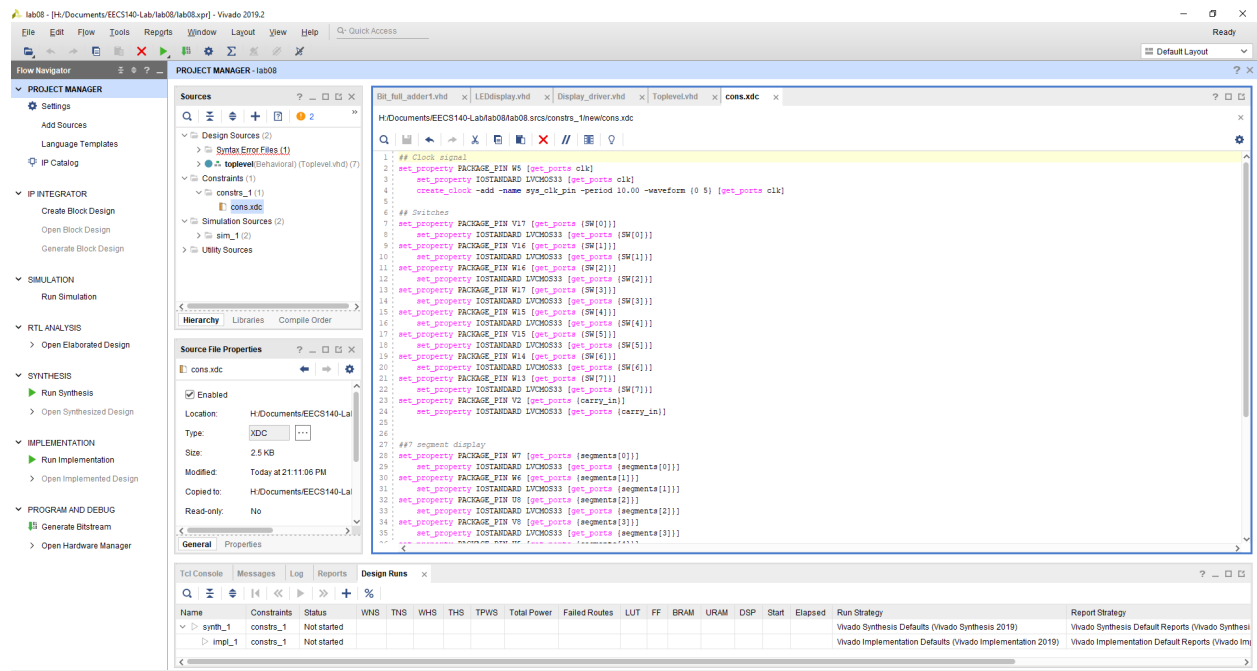 lab08 - [H:/Documents/EECS140-Lab/lab08/lab08.xpr] - Vivado 2019.2
File Edit Flow Tools Reports Window Layout View Help Q- Quick Access
Ready
Default Layout
Flow Navigator
PROJECT MANAGER
Settings
Add Sources
Language Templates
IP Catalog
IP INTEGRATOR
Create Block Design
Open Block Design
Generate Block Design
SIMULATION
Run Simulation
RTL ANALYSIS
Open Elaborated Design
SYNTHESIS
Run Synthesis
Open Synthesized Design
IMPLEMENTATION
Run Implementation
Open Implemented Design
PROGRAM AND DEBUG
Generate Bitstream
Open Hardware Manager
PROJECT MANAGER - lab08
Sources
2
Design Sources (2)
Syntax Error Files (1)
toplevel(Behavioral) (Toplevel.vhd) (7)
Constraints (1)
constrs_1 (1)
cons.xdc
Simulation Sources (2)
sim_1 (2)
Utility Sources
Hierarchy Libraries Compile Order
Source File Properties
cons.xdc
Enabled
Location: H:/Documents/EECS140-Lal
Type: XDC
Size: 2.5 KB
Modified: Today at 21:11:06 PM
Copied to: H:/Documents/EECS140-Lal
Read-only: No
General Properties
Bit_full_adder1.vhd LEDdisplay.vhd Display_driver.vhd Toplevel.vhd cons.xdc
H:/Documents/EECS140-Lab/lab08/lab08.srcs/constrs_1/new/cons.xdc
1 ## Clock signal
2 set_property PACKAGE_PIN W5 [get_ports clk]
3 set_property IOSTANDARD LVCMOS33 [get_ports clk]
4 create_clock -add -name sys_clk_pin -period 10.00 -waveform {0 5} [get_ports clk]
5
6 ## Switches
7 set_property PACKAGE_PIN V17 [get_ports {SW[0]}]
8 set_property IOSTANDARD LVCMOS33 [get_ports {SW[0]}]
9 set_property PACKAGE_PIN V16 [get_ports {SW[1]}]
10 set_property IOSTANDARD LVCMOS33 [get_ports {SW[1]}]
11 set_property PACKAGE_PIN W16 [get_ports {SW[2]}]
12 set_property IOSTANDARD LVCMOS33 [get_ports {SW[2]}]
13 set_property PACKAGE_PIN W17 [get_ports {SW[3]}]
14 set_property IOSTANDARD LVCMOS33 [get_ports {SW[3]}]
15 set_property PACKAGE_PIN W15 [get_ports {SW[4]}]
16 set_property IOSTANDARD LVCMOS33 [get_ports {SW[4]}]
17 set_property PACKAGE_PIN V15 [get_ports {SW[5]}]
18 set_property IOSTANDARD LVCMOS33 [get_ports {SW[5]}]
19 set_property PACKAGE_PIN W14 [get_ports {SW[6]}]
20 set_property IOSTANDARD LVCMOS33 [get_ports {SW[6]}]
21 set_property PACKAGE_PIN W13 [get_ports {SW[7]}]
22 set_property IOSTANDARD LVCMOS33 [get_ports {SW[7]}]
23 set_property PACKAGE_PIN V2 [get_ports {carry_in}]
24 set_property IOSTANDARD LVCMOS33 [get_ports {carry_in}]
25
26
27 ##7 segment display
28 set_property PACKAGE_PIN W7 [get_ports {segments[0]}]
29 set_property IOSTANDARD LVCMOS33 [get_ports {segments[0]}]
30 set_property PACKAGE_PIN W6 [get_ports {segments[1]}]
31 set_property IOSTANDARD LVCMOS33 [get_ports {segments[1]}]
32 set_property PACKAGE_PIN U8 [get_ports {segments[2]}]
33 set_property IOSTANDARD LVCMOS33 [get_ports {segments[2]}]
34 set_property PACKAGE_PIN V8 [get_ports {segments[3]}]
35 set_property IOSTANDARD LVCMOS33 [get_ports {segments[3]}]
Tcl Console Messages Log Reports Design Runs
Name Constraints Status WNS TNS WHS THS TPWS Total Power Failed Routes LUT FF BRAM URAM DSP Start Elapsed Run Strategy Report Strategy
synth_1 constrs_1 Not started Vivado Synthesis Defaults (Vivado Synthesis 2019) Vivado Synthesis Default Reports (Vivado Synthesi
impl_1 constrs_1 Not started Vivado Implementation Defaults (Vivado Implementation 2019) Vivado Implementation Default Reports (Vivado Im